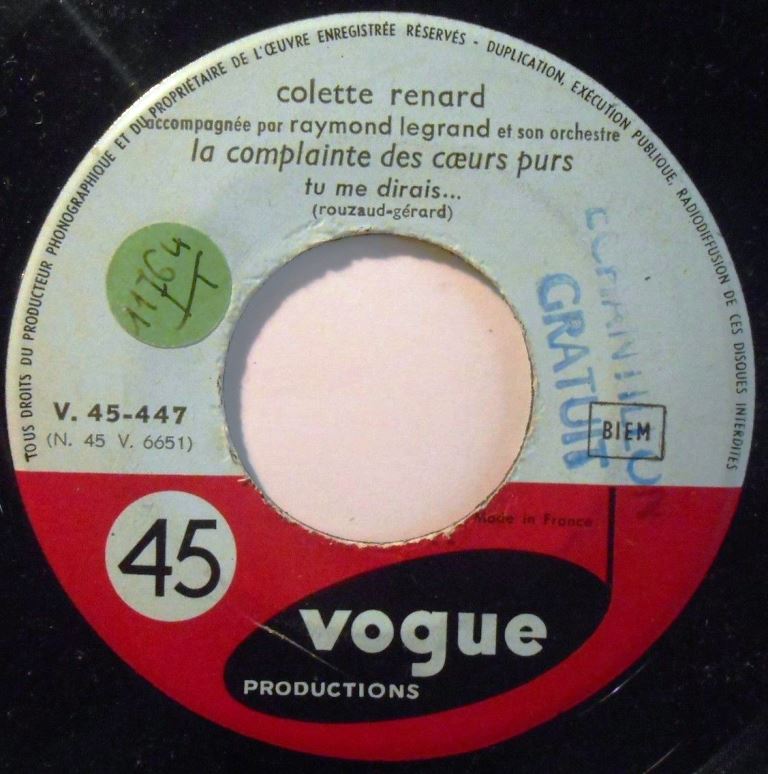 TOUS DROITS DU PRODUCTEUR PHONOGRAPHIQUE ET DU PROPRIÉTAIRE DE L'ŒUVRE ENREGISTRÉE RÉSERVÉS - DUPLICATION, EXÉCUTION PUBLIQUE, RADIODIFFUSION DE CES DISQUES INTERDITES
colette renard
accompagnée par raymond legrand et son orchestre
la complainte des cœurs purs
tu me dirais...
(rouzaud-gérard)
11764
ECHANTILLON
GRATUIT
V. 45-447
(N. 45 V. 6651)
BIEM
Made in France
45
vogue
PRODUCTIONS